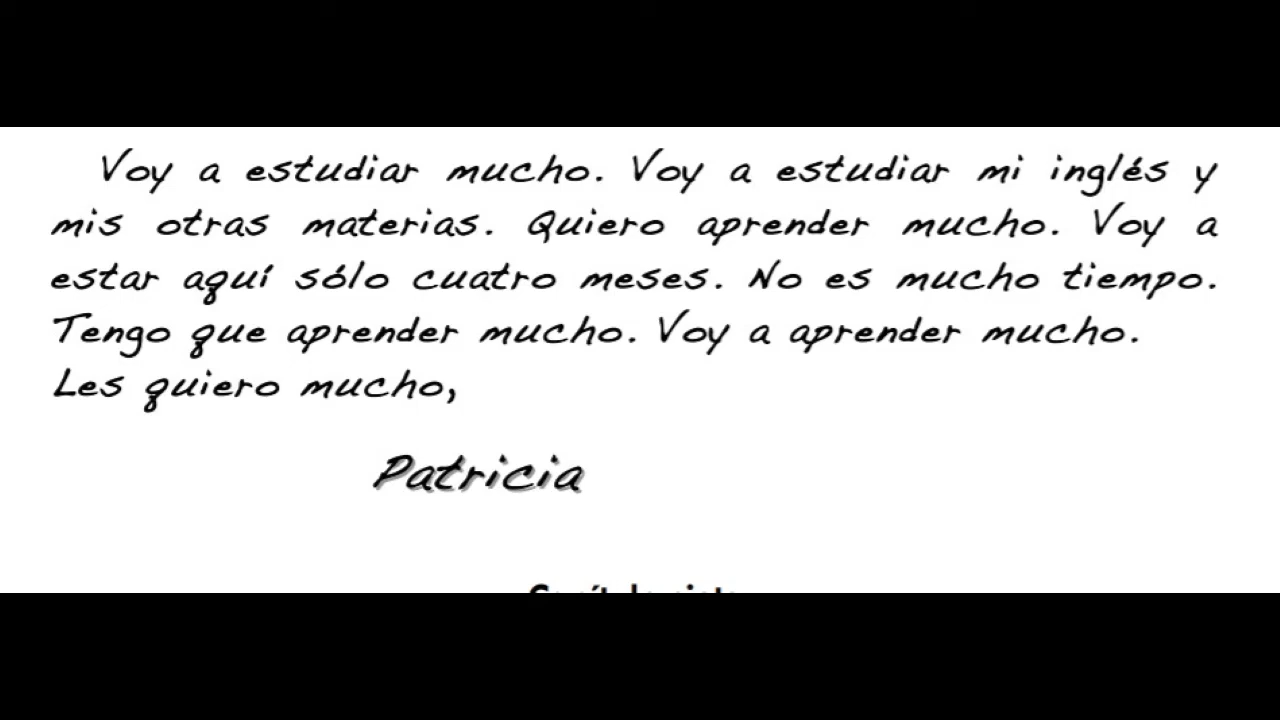 Voy a estudiar mucho. Voy a estudiar mi inglés y
mis otras materias. Quiero aprender mucho. Voy a
estar aquí sólo cuatro meses. No es mucho tiempo.
Tengo que aprender mucho. Voy a aprender mucho.
Les quiero mucho,
Patricia